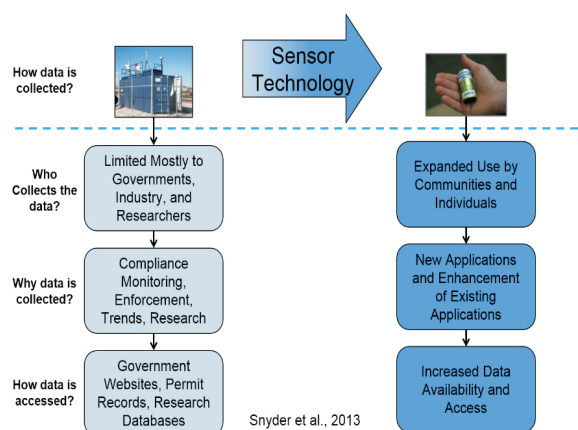 How data is
collected?
Sensor
Technology
Who
Collects the
data?
Limited Mostly to
Governments,
Industry, and
Researchers
Expanded Use by
Communities and
Individuals
Why data is
collected?
Compliance
Monitoring,
Enforcement,
Trends, Research
New Applications
and Enhancement
of Existing
Applications
How data is
accessed?
Government
Websites, Permit
Records, Research
Databases
Increased Data
Availability and
Access
Snyder et al., 2013